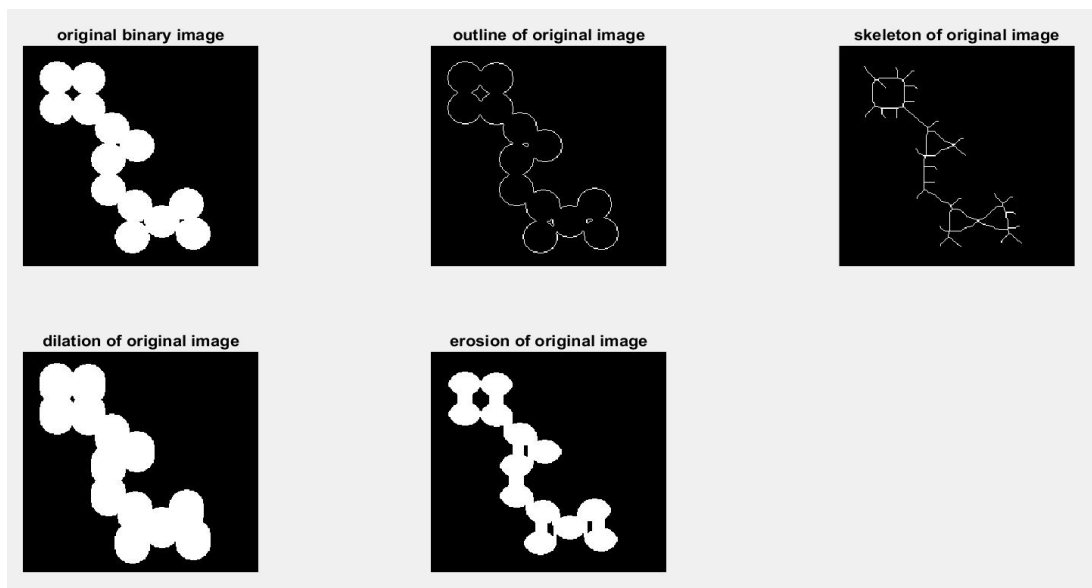 original binary image
outline of original image
skeleton of original image
dilation of original image
erosion of original image